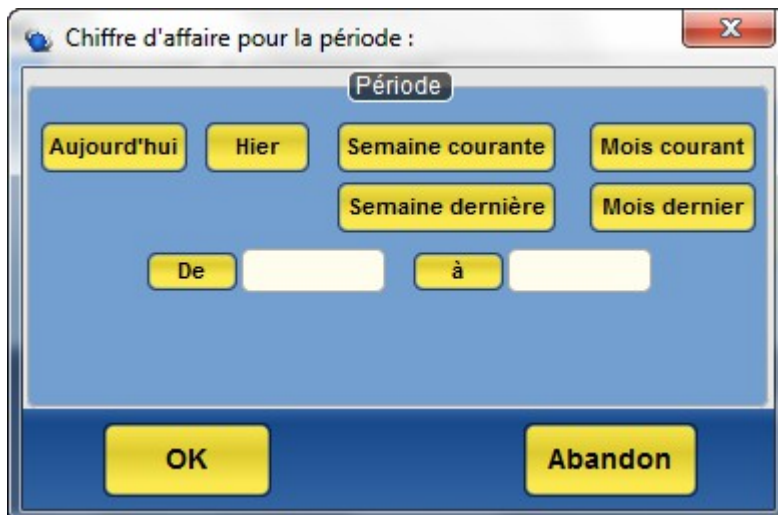 Chiffre d'affaire pour la période :
Période
Aujourd'hui Hier Semaine courante Mois courant
Semaine dernière Mois dernier
De à
OK Abandon